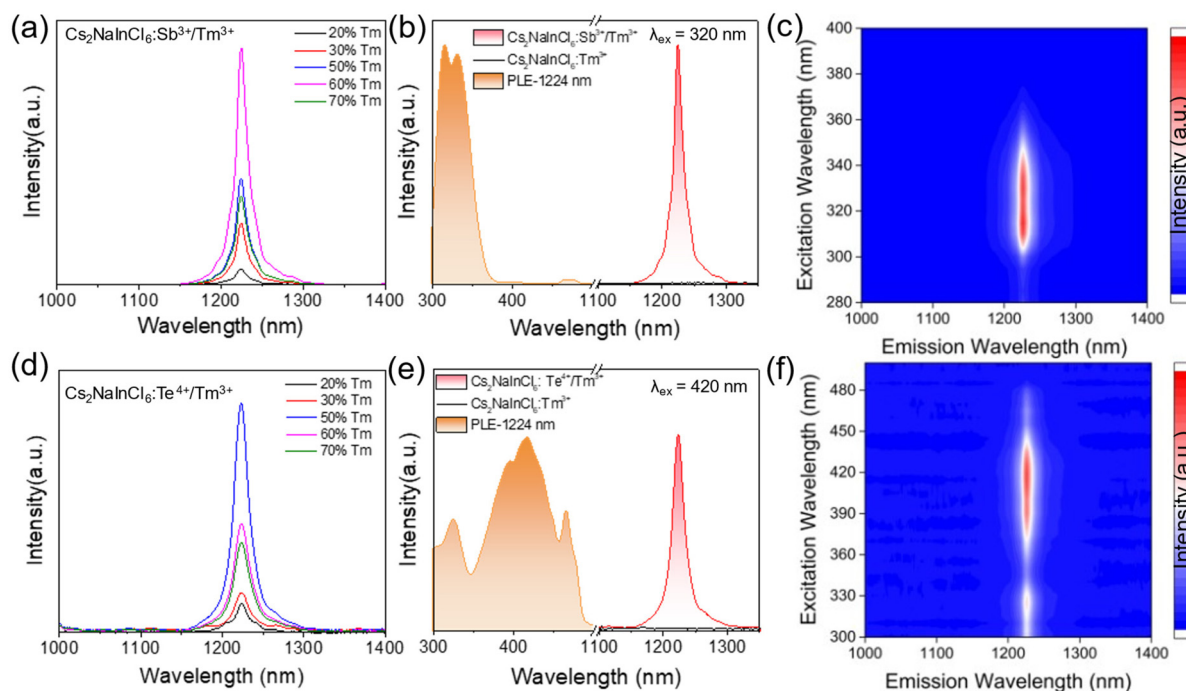 (a)
Cs₂NaInCl₆:Sb³⁺/Tm³⁺
20% Tm
30% Tm
50% Tm
60% Tm
70% Tm
Intensity(a.u.)
1000 1100 1200 1300 1400
Wavelength (nm)
(b)
Cs₂NaInCl₆:Sb³⁺/Tm³⁺
Cs₂NaInCl₆:Tm³⁺
PLE-1224 nm
λex = 320 nm
Intensity(a.u.)
300 400 1100 1200 1300
Wavelength (nm)
(c)
400
380
360
340
320
300
280
Excitation Wavelength (nm)
1000 1100 1200 1300 1400
Emission Wavelength (nm)
Intensity (a.u.)
(d)
Cs₂NaInCl₆:Te⁴⁺/Tm³⁺
20% Tm
30% Tm
50% Tm
60% Tm
70% Tm
Intensity(a.u.)
1000 1100 1200 1300 1400
Wavelength (nm)
(e)
Cs₂NaInCl₆: Te⁴⁺/Tm³⁺
Cs₂NaInCl₆:Tm³⁺
PLE-1224 nm
λex = 420 nm
Intensity(a.u.)
300 400 1100 1200 1300
Wavelength (nm)
(f)
480
450
420
390
360
330
300
Excitation Wavelength (nm)
1000 1100 1200 1300 1400
Emission Wavelength (nm)
Intensity (a.u.)